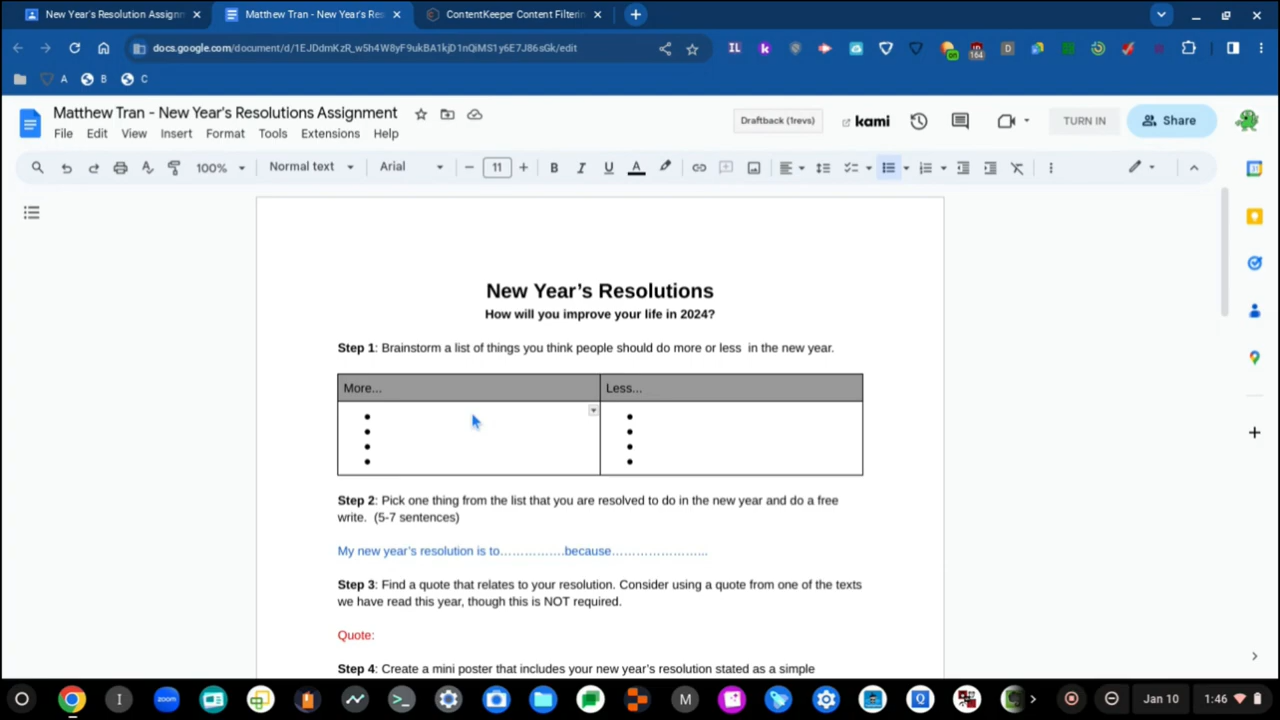 New Year's Resolution Assignm
Matthew Tran - New Year's Res
ContentKeeper Content Filterin
docs.google.com/document/d/1EJDdmKzR_w5h4W8yF9ukBA1kjD1nQiMS1y6E7J86sGk/edit
IL
k
on
164
D
A
B
C
Matthew Tran - New Year's Resolutions Assignment
File Edit View Insert Format Tools Extensions Help
Draftback (1revs)
kami
TURN IN
Share
100% Normal text Arial 11 B I U A
New Year's Resolutions
How will you improve your life in 2024?
Step 1: Brainstorm a list of things you think people should do more or less in the new year.
More... Less...
Step 2: Pick one thing from the list that you are resolved to do in the new year and do a free
write. (5-7 sentences)
My new year's resolution is to…………….because…………………...
Step 3: Find a quote that relates to your resolution. Consider using a quote from one of the texts
we have read this year, though this is NOT required.
Quote:
Step 4: Create a mini poster that includes your new year's resolution stated as a simple
I
zoom
M
Q
Jan 10
1:46